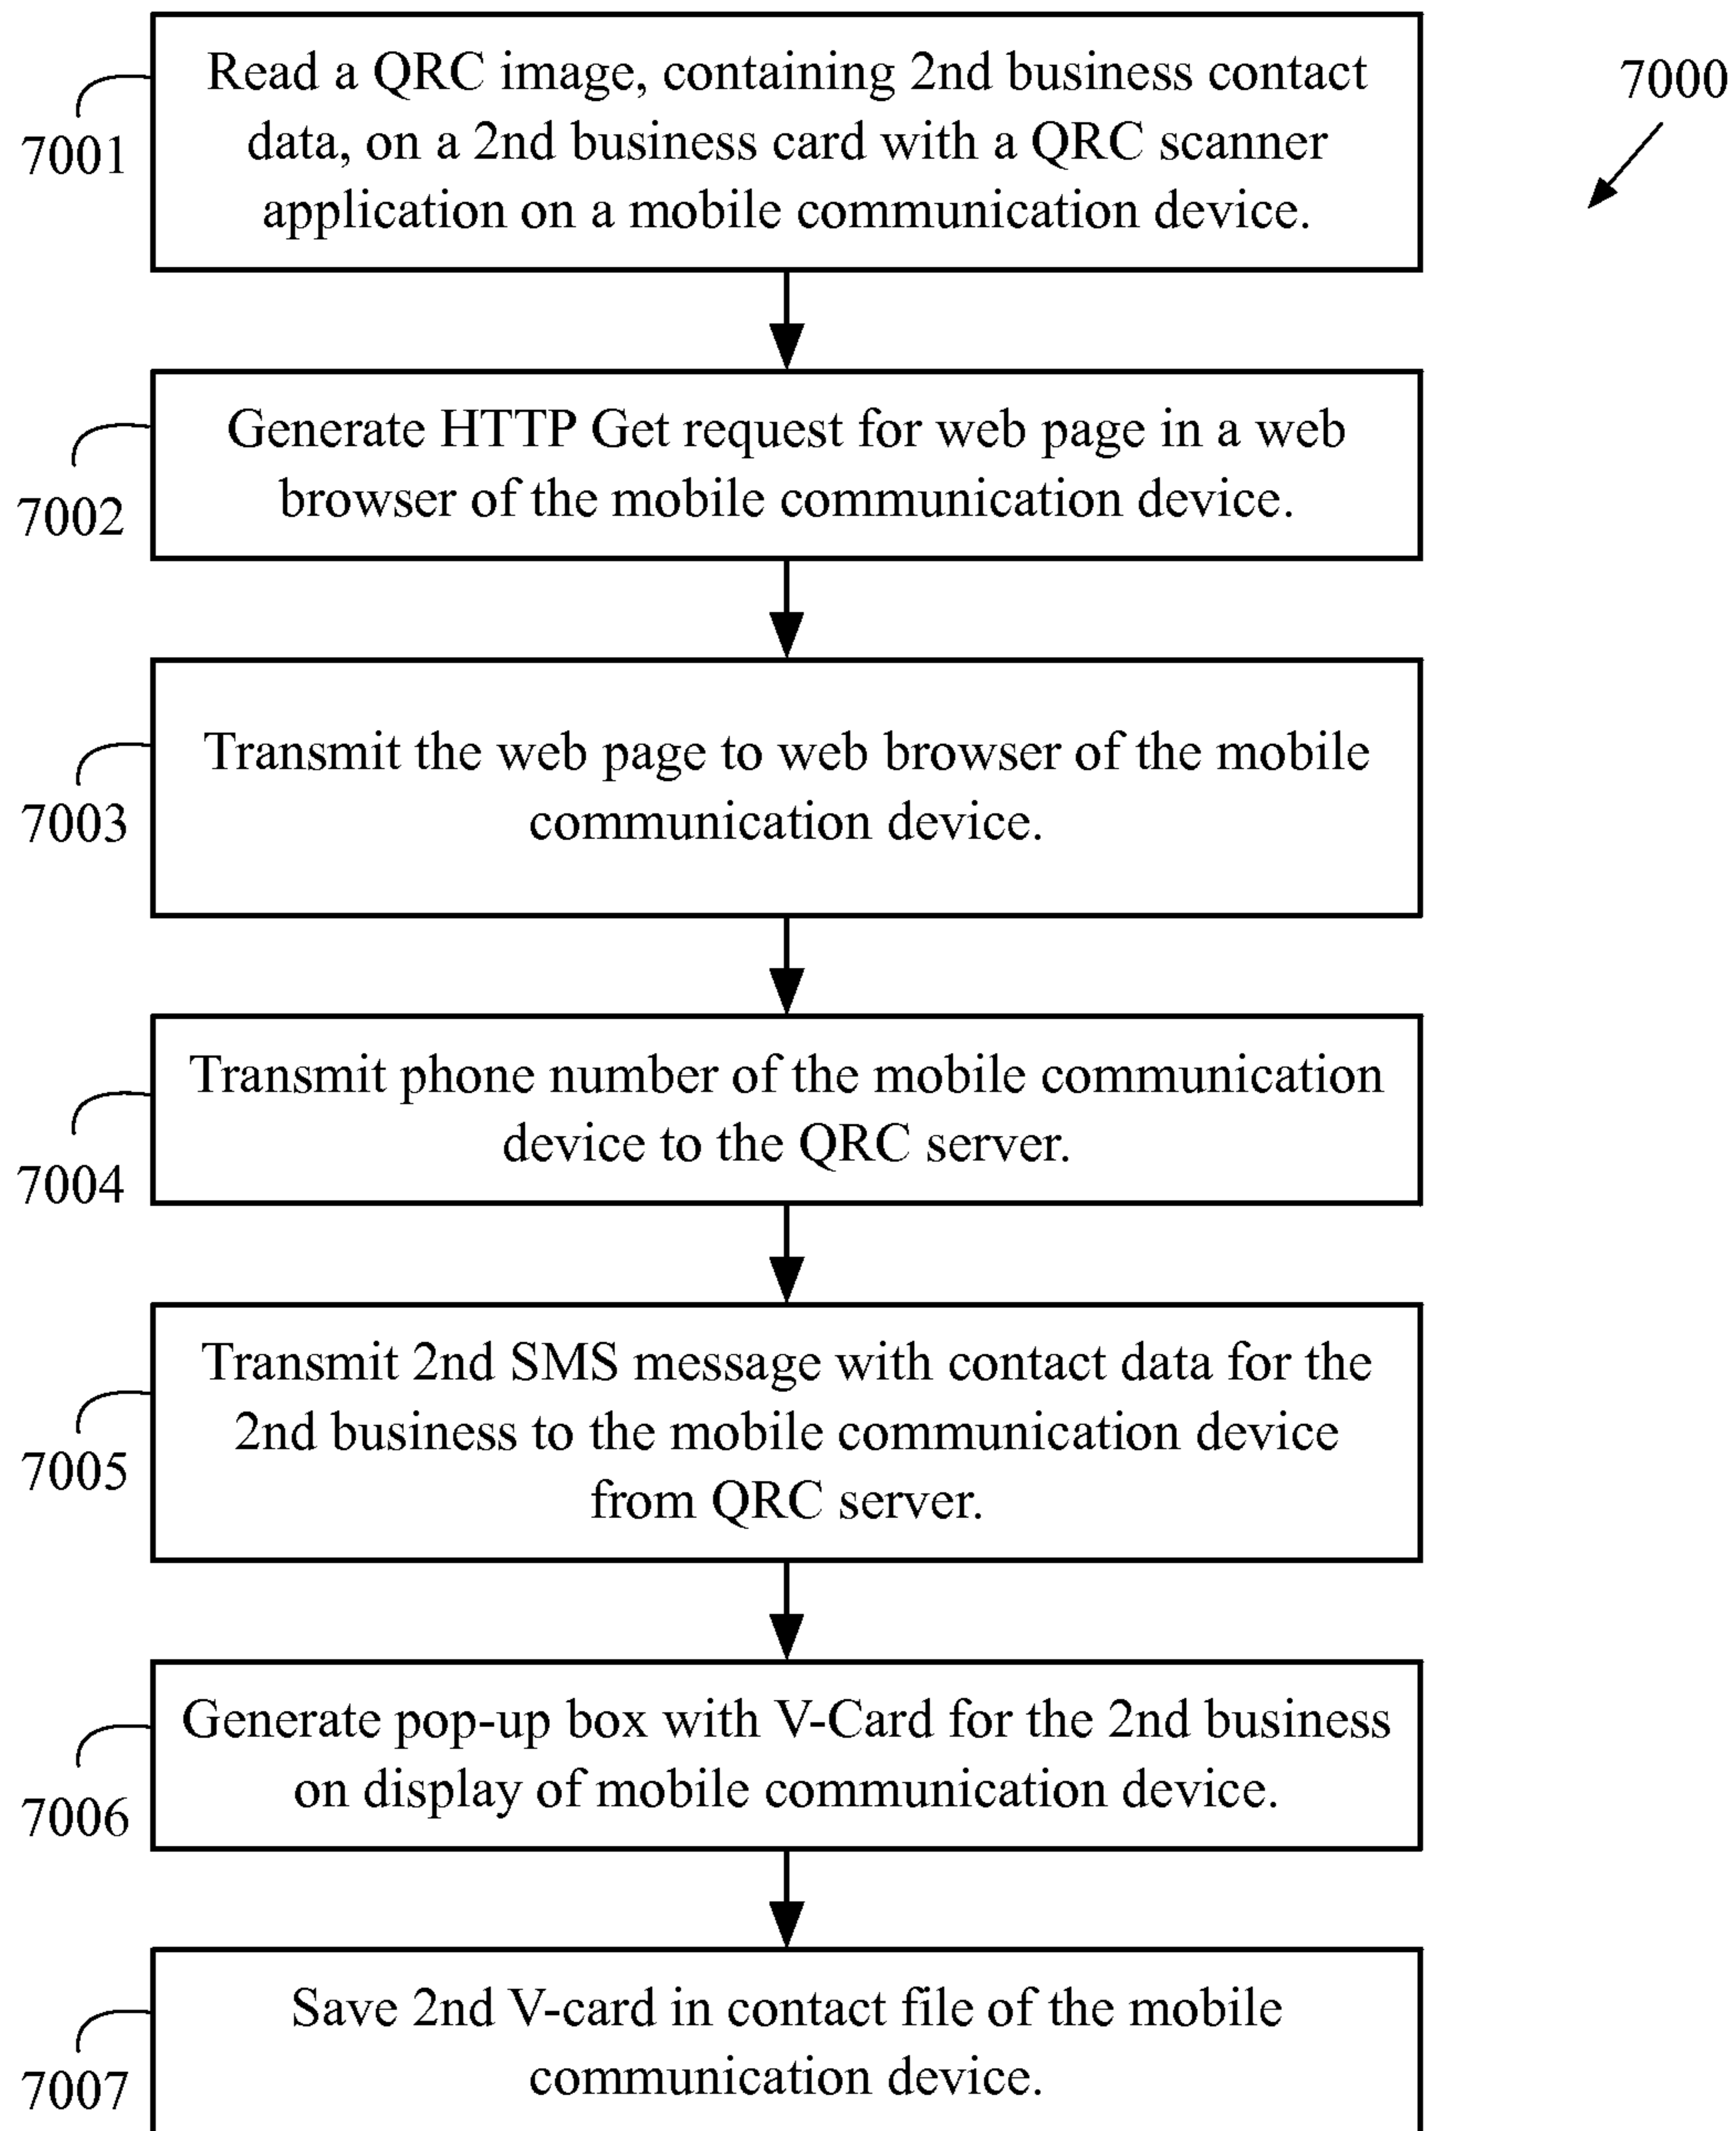 Read a QRC image, containing 2nd business contact
data, on a 2nd business card with a QRC scanner
application on a mobile communication device.
7000
7001
Generate HTTP Get request for web page in a web
browser of the mobile communication device.
7002
Transmit the web page to web browser of the mobile
communication device.
7003
Transmit phone number of the mobile communication
device to the QRC server.
7004
Transmit 2nd SMS message with contact data for the
2nd business to the mobile communication device
from QRC server.
7005
Generate pop-up box with V-Card for the 2nd business
on display of mobile communication device.
7006
Save 2nd V-card in contact file of the mobile
communication device.
7007